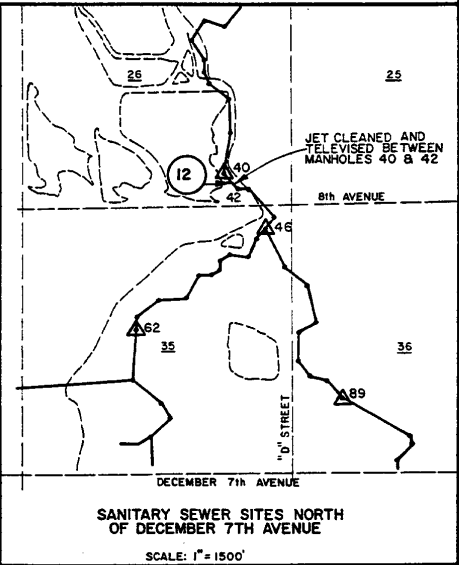 26
25
JET CLEANED AND
TELEVISED BETWEEN
MANHOLES 40 & 42
12
40
42
8th AVENUE
46
62
35
36
89
"D" STREET
DECEMBER 7th AVENUE
SANITARY SEWER SITES NORTH
OF DECEMBER 7TH AVENUE
SCALE: 1" = 1500'